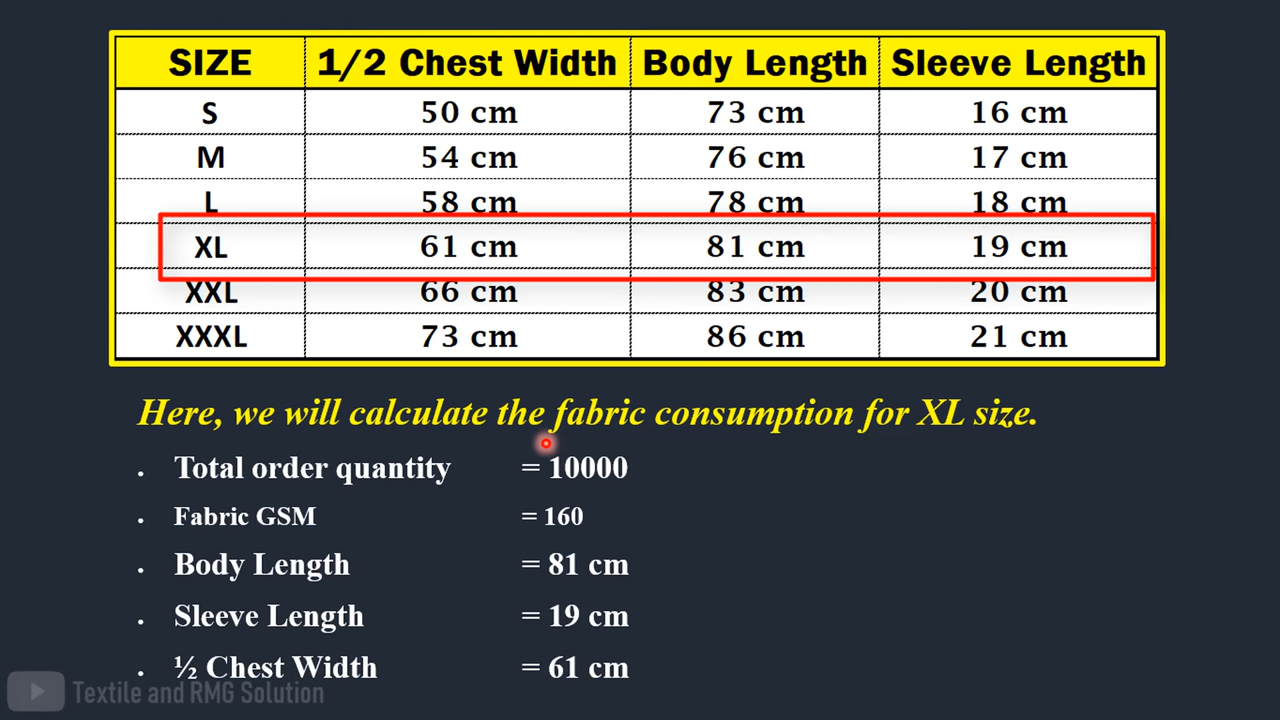 SIZE 1/2 Chest Width Body Length Sleeve Length
S 50 cm 73 cm 16 cm
M 54 cm 76 cm 17 cm
L 58 cm 78 cm 18 cm
XL 61 cm 81 cm 19 cm
XXL 66 cm 83 cm 20 cm
XXXL 73 cm 86 cm 21 cm
Here, we will calculate the fabric consumption for XL size.
. Total order quantity = 10000
. Fabric GSM = 160
. Body Length = 81 cm
. Sleeve Length = 19 cm
. ½ Chest Width = 61 cm
Textile and RMG Solution